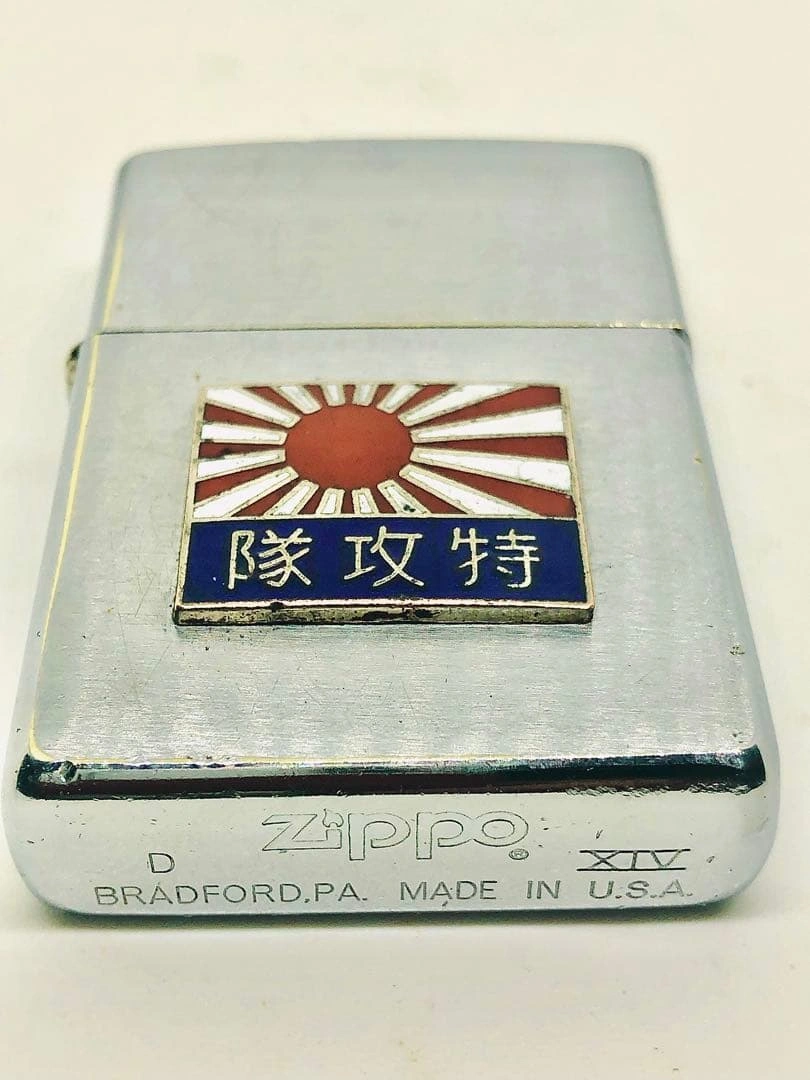 特攻隊
Zippo®
D XIV
BRADFORD,PA. MADE IN U.S.A.